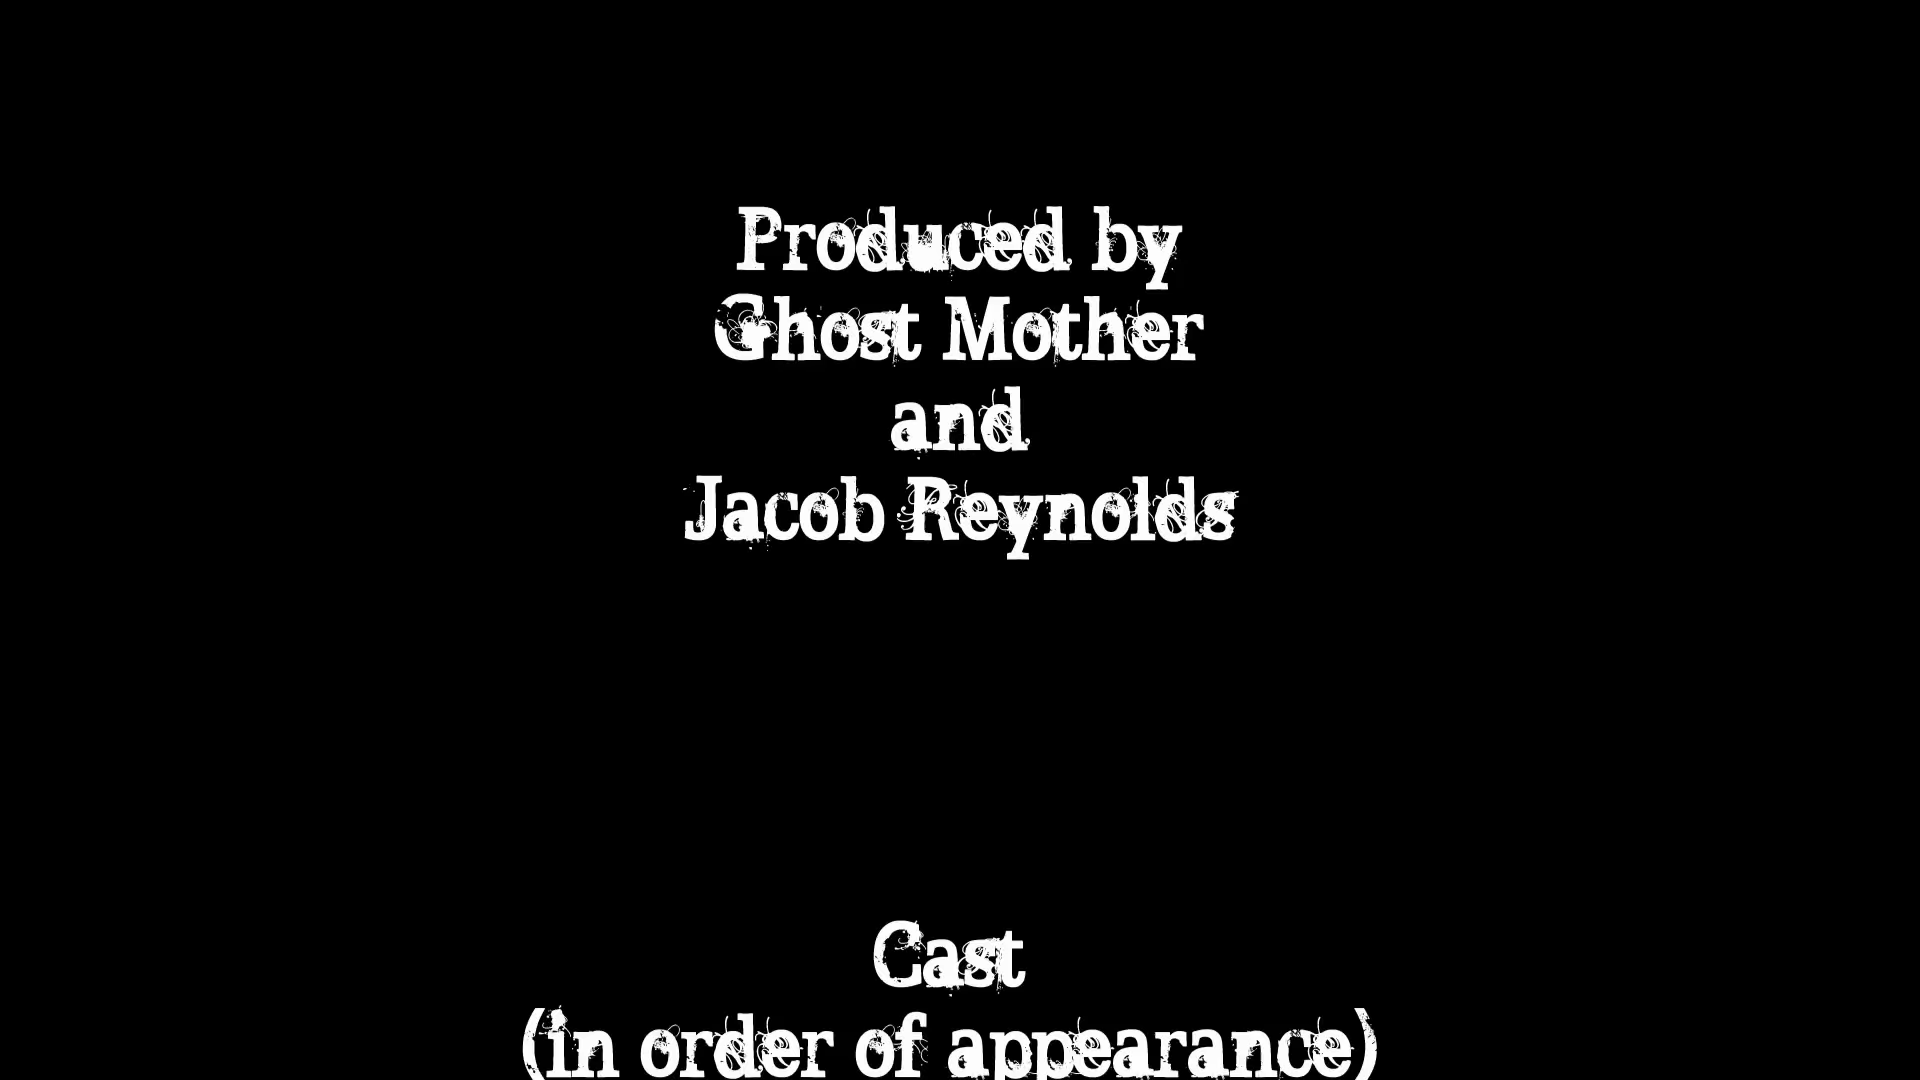 Produced by
Ghost Mother
and
Jacob Reynolds
Cast
(in order of appearance)